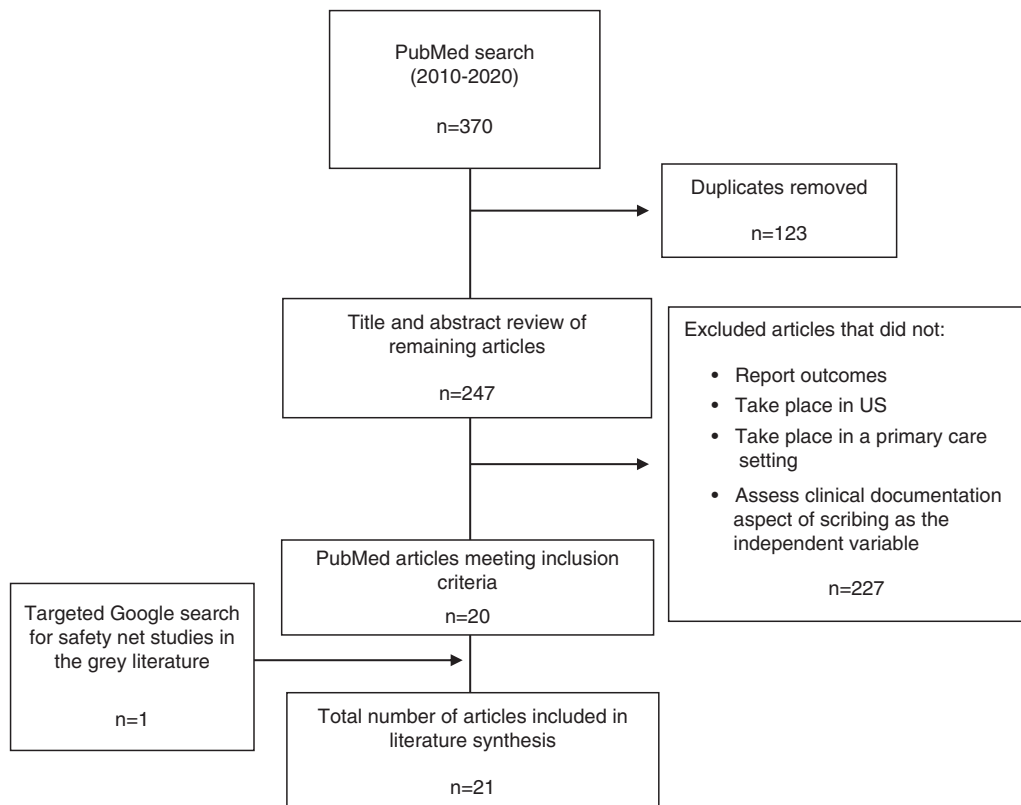 PubMed search
(2010-2020)
n=370
Duplicates removed
n=123
Title and abstract review of
remaining articles
n=247
Excluded articles that did not:
• Report outcomes
• Take place in US
• Take place in a primary care
setting
• Assess clinical documentation
aspect of scribing as the
independent variable
n=227
PubMed articles meeting inclusion
criteria
n=20
Targeted Google search
for safety net studies in
the grey literature
n=1
Total number of articles included in
literature synthesis
n=21